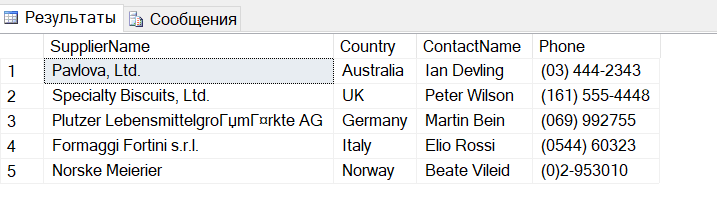 Результаты Сообщения
SupplierName Country ContactName Phone
1 Pavlova, Ltd. Australia Ian Devling (03) 444-2343
2 Specialty Biscuits, Ltd. UK Peter Wilson (161) 555-4448
3 Plutzer LebensmittelgroГџmГ¤rkte AG Germany Martin Bein (069) 992755
4 Formaggi Fortini s.r.l. Italy Elio Rossi (0544) 60323
5 Norske Meierier Norway Beate Vileid (0)2-953010